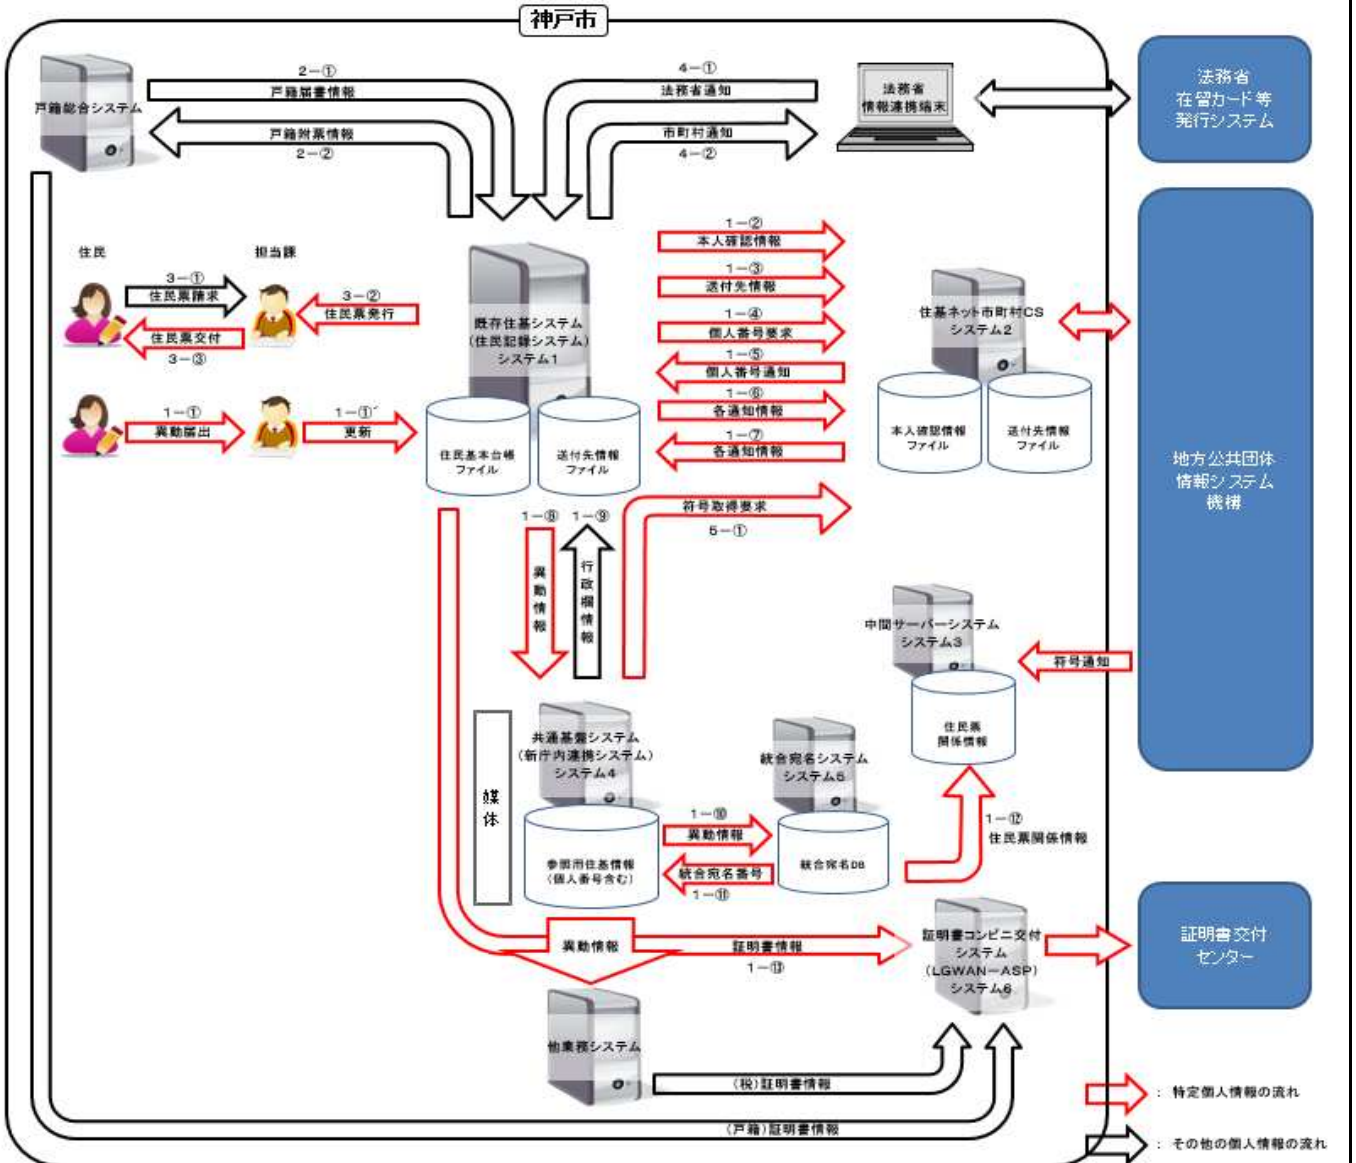 神戸市
戸籍総合システム
2－①
戸籍届書情報
戸籍附票情報
2－②
4－①
法務省通知
市町村通知
4－②
法務省
情報連携端末
法務省
在留カード等
発行システム
住民
担当課
3－①
住民票請求
3－②
住民票発行
住民票交付
3－③
1－①
異動届出
1－①´
更新
既存住基システム
(住民記録システム)
システム1
住民基本台帳
ファイル
送付先情報
ファイル
1－②
本人確認情報
1－③
送付先情報
1－④
個人番号要求
1－⑤
個人番号通知
1－⑥
各通知情報
1－⑦
各通知情報
住基ネット市町村CS
システム2
本人確認情報
ファイル
送付先情報
ファイル
地方公共団体
情報システム
機構
符号取得要求
5－①
1－⑧
異動情報
1－⑨
行政欄情報
中間サーバーシステム
システム3
住民票
関係情報
符号通知
媒体
共通基盤システム
(新庁内連携システム)
システム4
参照用住基情報
(個人番号含む)
1－⑩
異動情報
統合宛名番号
1－⑪
統合宛名システム
システム5
統合宛名DB
1－⑫
住民票関係情報
異動情報
証明書情報
1－⑬
証明書コンビニ交付
システム
(LGWAN－ASP)
システム6
証明書交付
センター
他業務システム
(税)証明書情報
(戸籍)証明書情報
： 特定個人情報の流れ
： その他の個人情報の流れ